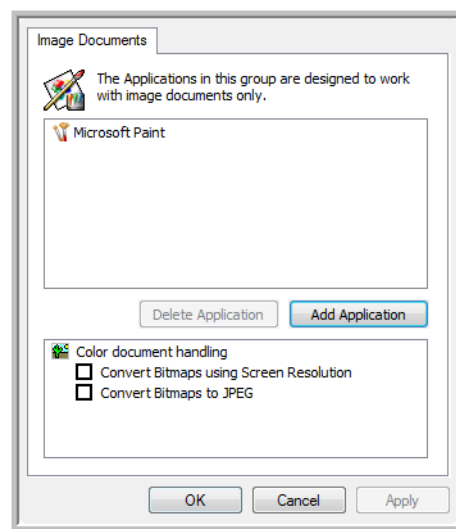 Image Documents
The Applications in this group are designed to work
with image documents only.
Microsoft Paint
Delete Application
Add Application
Color document handling
Convert Bitmaps using Screen Resolution
Convert Bitmaps to JPEG
OK
Cancel
Apply